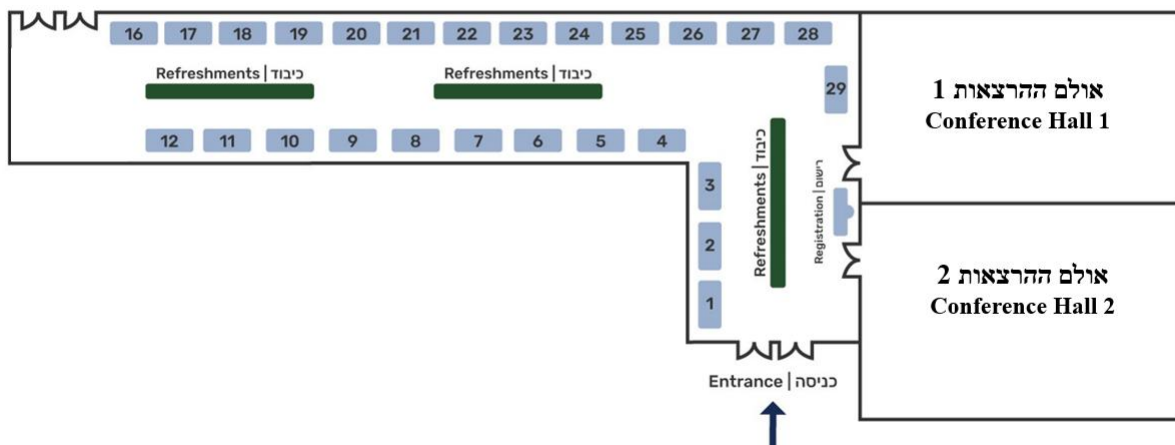 16 17 18 19 20 21 22 23 24 25 26 27 28
Refreshments | כיבוד
Refreshments | כיבוד
29
אולם ההרצאות 1
Conference Hall 1
12 11 10 9 8 7 6 5 4
Refreshments | כיבוד
Registration | רישום
3
2
1
אולם ההרצאות 2
Conference Hall 2
Entrance | כניסה